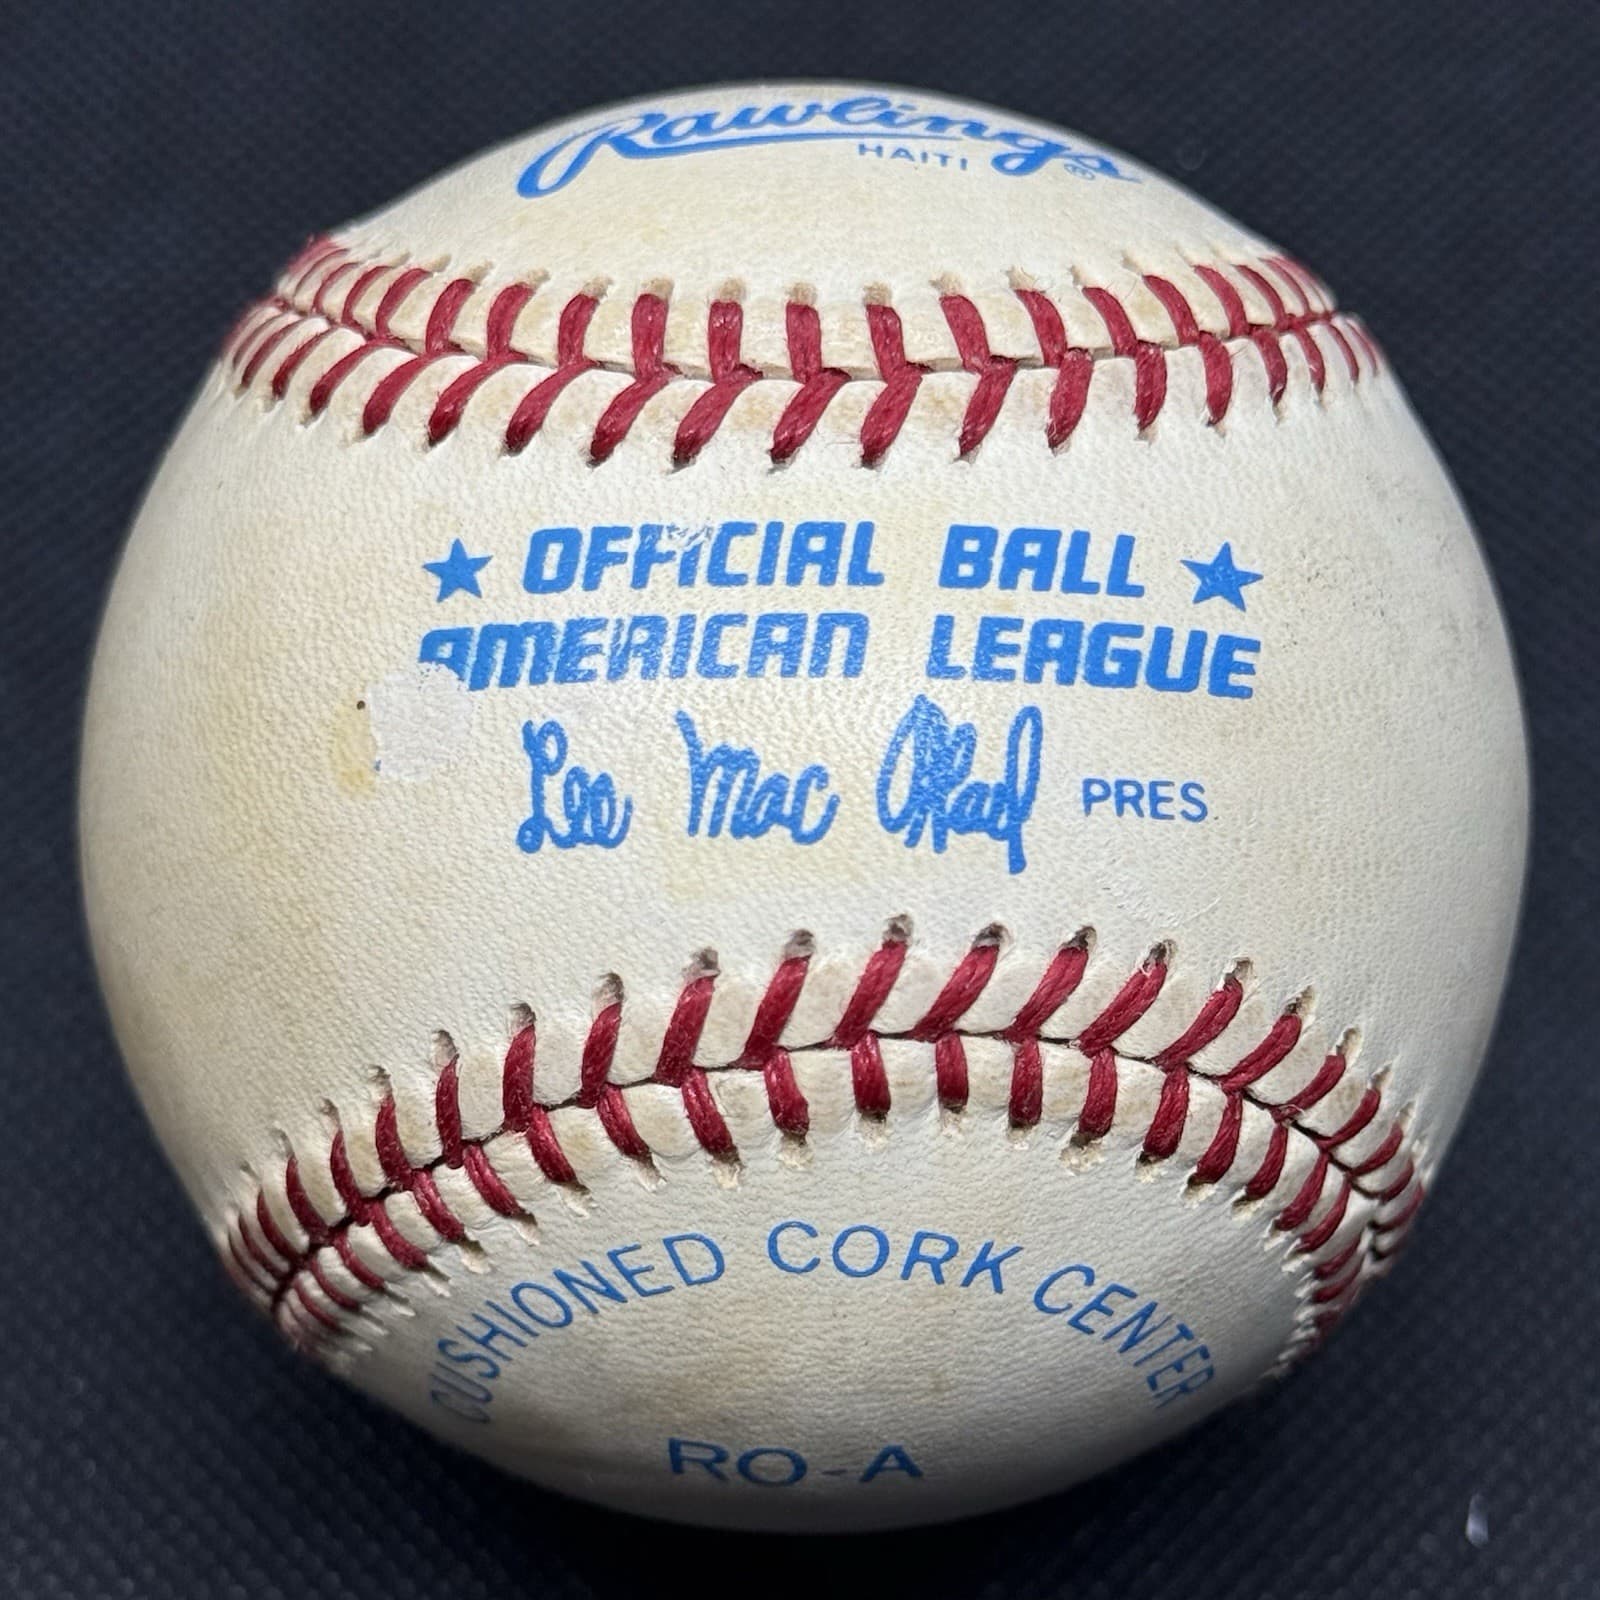 Rawlings ®
HAITI
★ OFFICIAL BALL ★
AMERICAN LEAGUE
Lee MacPhail PRES.
CUSHIONED CORK CENTER
RO-A